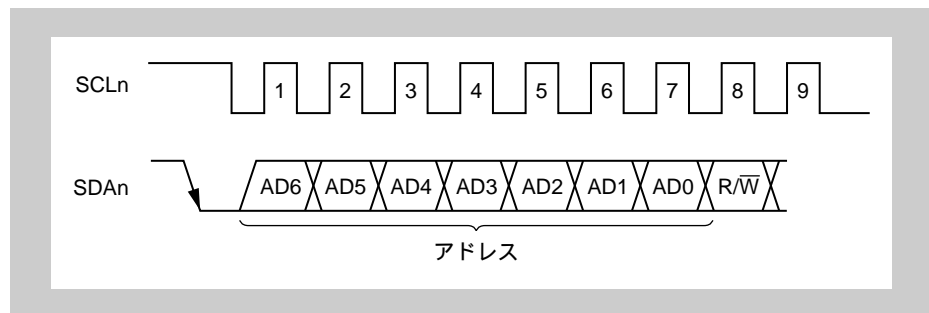 SCLn 1 2 3 4 5 6 7 8 9
SDAn AD6 AD5 AD4 AD3 AD2 AD1 AD0 R/W̅
アドレス